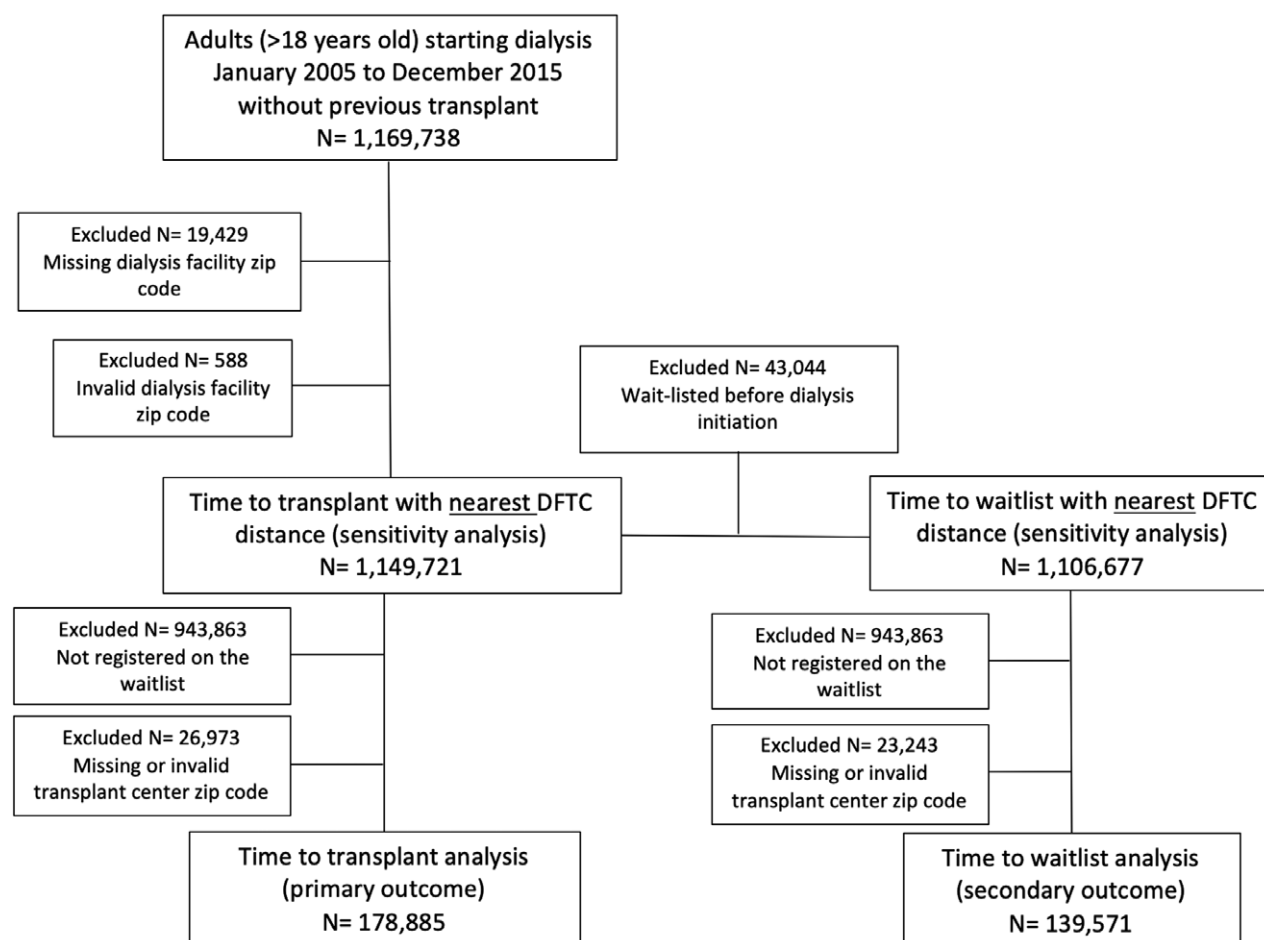 Adults (>18 years old) starting dialysis
January 2005 to December 2015
without previous transplant
N= 1,169,738
Excluded N= 19,429
Missing dialysis facility zip
code
Excluded N= 588
Invalid dialysis facility
zip code
Excluded N= 43,044
Wait-listed before dialysis
initiation
Time to transplant with nearest DFTC
distance (sensitivity analysis)
N= 1,149,721
Time to waitlist with nearest DFTC
distance (sensitivity analysis)
N= 1,106,677
Excluded N= 943,863
Not registered on the
waitlist
Excluded N= 26,973
Missing or invalid
transplant center zip code
Excluded N= 943,863
Not registered on the
waitlist
Excluded N= 23,243
Missing or invalid
transplant center zip code
Time to transplant analysis
(primary outcome)
N= 178,885
Time to waitlist analysis
(secondary outcome)
N= 139,571